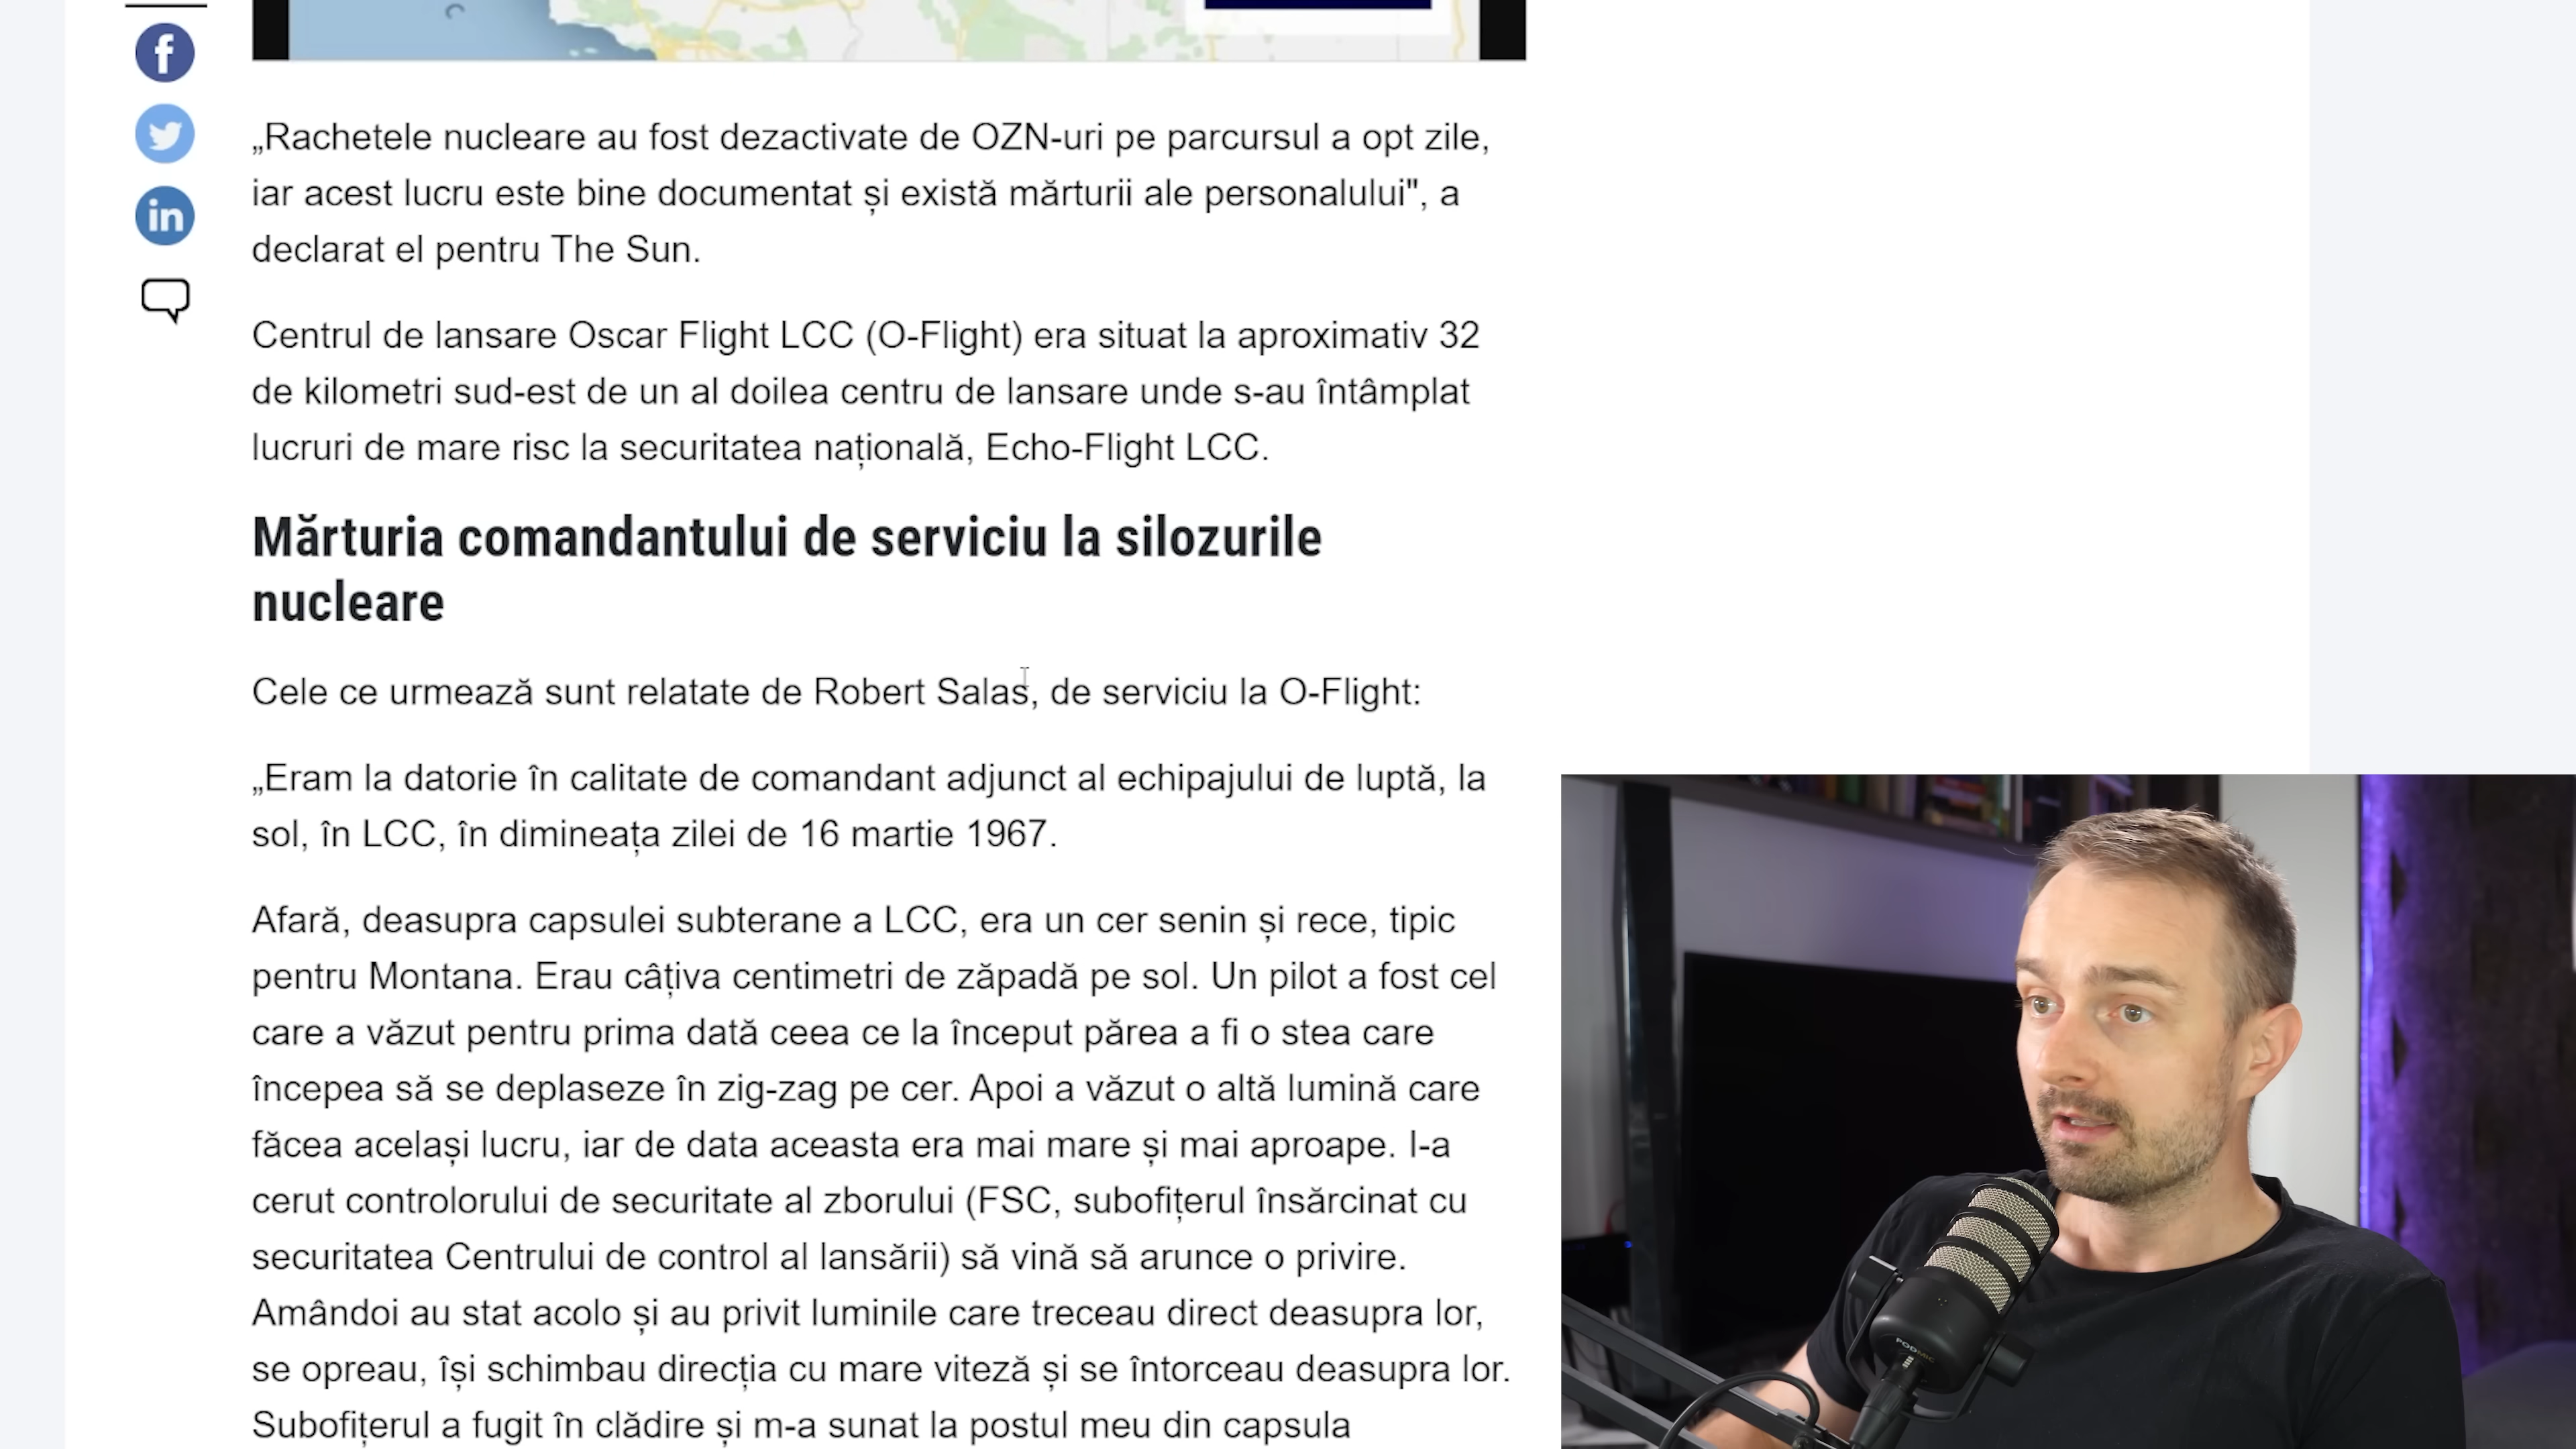 „Rachetele nucleare au fost dezactivate de OZN-uri pe parcursul a opt zile,
iar acest lucru este bine documentat și există mărturii ale personalului", a
declarat el pentru The Sun.
Centrul de lansare Oscar Flight LCC (O-Flight) era situat la aproximativ 32
de kilometri sud-est de un al doilea centru de lansare unde s-au întâmplat
lucruri de mare risc la securitatea națională, Echo-Flight LCC.
Mărturia comandantului de serviciu la silozurile
nucleare
Cele ce urmează sunt relatate de Robert Salas, de serviciu la O-Flight:
„Eram la datorie în calitate de comandant adjunct al echipajului de luptă, la
sol, în LCC, în dimineața zilei de 16 martie 1967.
Afară, deasupra capsulei subterane a LCC, era un cer senin și rece, tipic
pentru Montana. Erau câțiva centimetri de zăpadă pe sol. Un pilot a fost cel
care a văzut pentru prima dată ceea ce la început părea a fi o stea care
începea să se deplaseze în zig-zag pe cer. Apoi a văzut o altă lumină care
făcea același lucru, iar de data aceasta era mai mare și mai aproape. I-a
cerut controlorului de securitate al zborului (FSC, subofițerul însărcinat cu
securitatea Centrului de control al lansării) să vină să arunce o privire.
Amândoi au stat acolo și au privit luminile care treceau direct deasupra lor,
se opreau, își schimbau direcția cu mare viteză și se întorceau deasupra lor.
Subofițerul a fugit în clădire și m-a sunat la postul meu din capsula
f
in
PODMIC